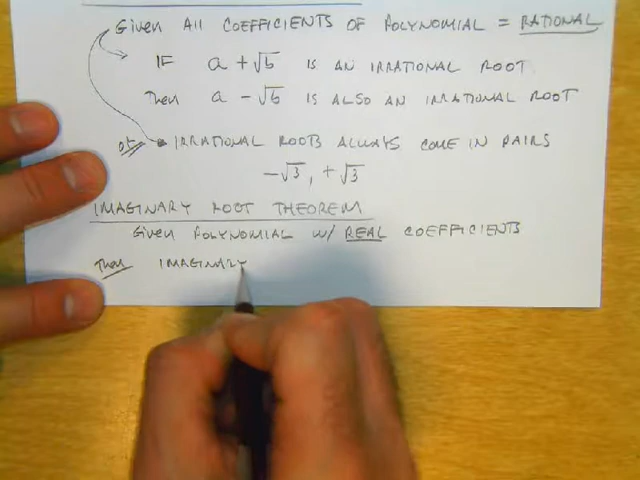 Given All COEFFICIENTS OF POLYNOMIAL = RATIONAL
IF a + √b IS AN IRRATIONAL ROOT
Then a - √b IS ALSO AN IRRATIONAL ROOT
OR IRRATIONAL ROOTS ALWAYS COME IN PAIRS
-√3, +√3
IMAGINARY ROOT THEOREM
Given POLYNOMIAL W/ REAL COEFFICIENTS
Then IMAGINARY